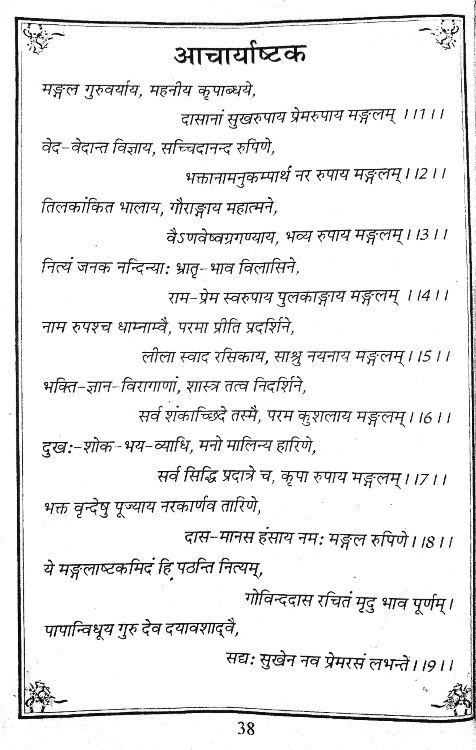 आचार्याष्टक
मङ्गल गुरुवर्याय, महनीय कृपाब्धये,
दासानां सुखरुपाय प्रेमरुपाय मङ्गलम् ।।1।।
वेद-वेदान्त विज्ञाय, सच्चिदानन्द रुपिणे,
भक्तानामनुकम्पार्थं नर रुपाय मङ्गलम्।।2।।
तिलकांकित भालाय, गौराङ्गाय महात्मने,
वैऽणवेष्वग्रगण्याय, भव्य रुपाय मङ्गलम्।।3।।
नित्यं जनक नन्दिन्याः भ्रातृ-भाव विलासिने,
राम-प्रेम स्वरुपाय पुलकाङ्गाय मङ्गलम् ।।4।।
नाम रुपश्च धाम्नाम्वै, परमा प्रीति प्रदर्शिने,
लीला स्वाद रसिकाय, साश्रु नयनाय मङ्गलम्।।5।।
भक्ति-ज्ञान-विरागाणां, शास्त्र तत्व निदर्शिने,
सर्व शंकाच्छिदे तस्मै, परम कुशलाय मङ्गलम्।।6।।
दुखः-शोक-भय-व्याधि, मनो मालिन्य हारिणे,
सर्व सिद्धि प्रदात्रे च, कृपा रुपाय मङ्गलम्।।7।।
भक्त वृन्देषु पूज्याय नरकार्णव तारिणे,
दास-मानस हंसाय नमः मङ्गल रुपिणे।।8।।
ये मङ्गलाष्टकमिदं हि पठन्ति नित्यम्,
गोविन्ददास रचितं मृदु भाव पूर्णम्।
पापान्विधूय गुरु देव दयावशाद्वै,
सद्यः सुखेन नव प्रेमरसं लभन्ते।।9।।
38